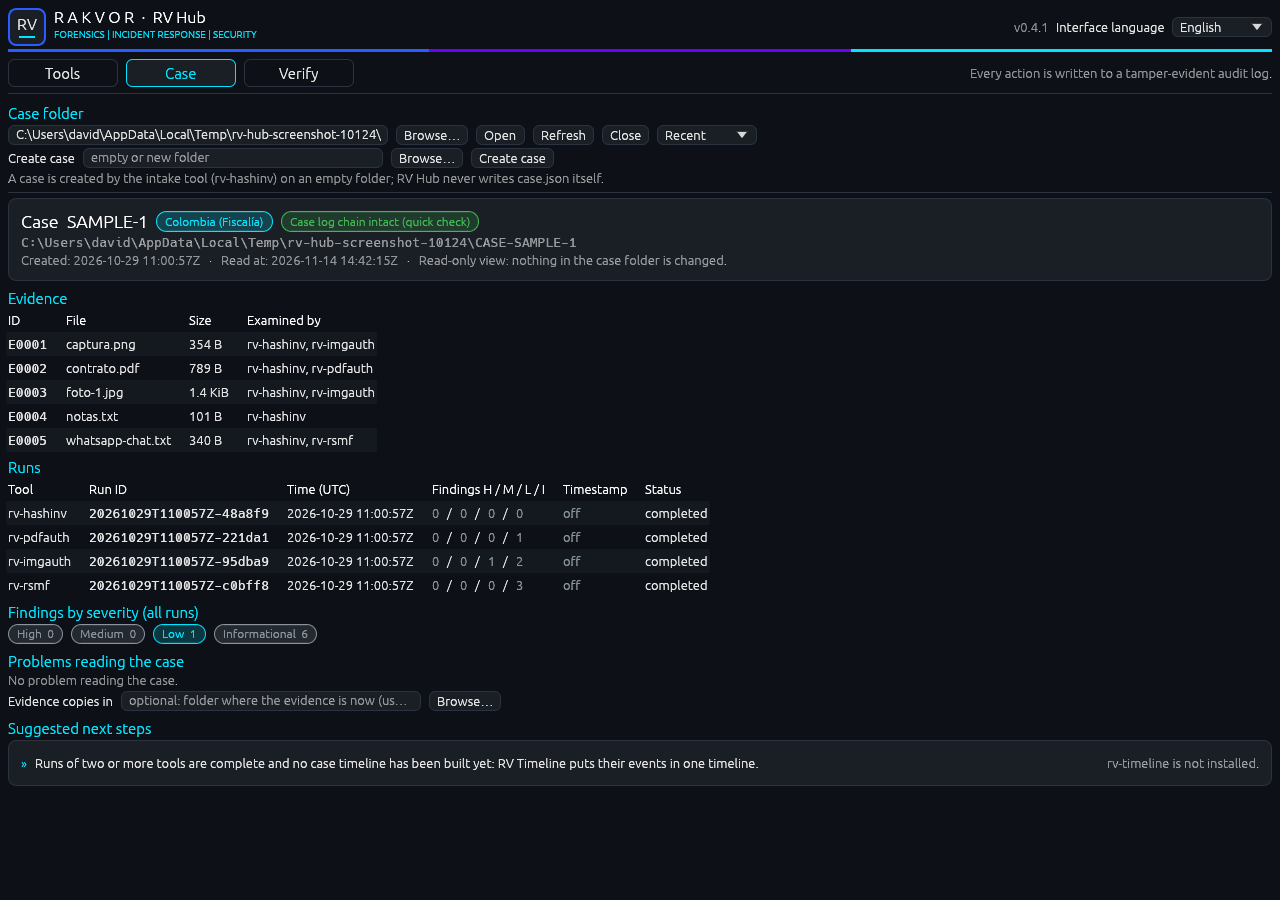 RV
RAKVOR · RV Hub
FORENSICS | INCIDENT RESPONSE | SECURITY
v0.4.1 Interface language English
Tools Case Verify
Every action is written to a tamper-evident audit log.
Case folder
C:\Users\david\AppData\Local\Temp\rv-hub-screenshot-10124\ Browse… Open Refresh Close Recent
Create case empty or new folder Browse… Create case
A case is created by the intake tool (rv-hashinv) on an empty folder; RV Hub never writes case.json itself.
Case SAMPLE-1 Colombia (Fiscalía) Case log chain intact (quick check)
C:\Users\david\AppData\Local\Temp\rv-hub-screenshot-10124\CASE-SAMPLE-1
Created: 2026-10-29 11:00:57Z · Read at: 2026-11-14 14:42:15Z · Read-only view: nothing in the case folder is changed.
Evidence
ID File Size Examined by
E0001 captura.png 354 B rv-hashinv, rv-imgauth
E0002 contrato.pdf 789 B rv-hashinv, rv-pdfauth
E0003 foto-1.jpg 1.4 KiB rv-hashinv, rv-imgauth
E0004 notas.txt 101 B rv-hashinv
E0005 whatsapp-chat.txt 340 B rv-hashinv, rv-rsmf
Runs
Tool Run ID Time (UTC) Findings H / M / L / I Timestamp Status
rv-hashinv 20261029T110057Z-48a8f9 2026-10-29 11:00:57Z 0 / 0 / 0 / 0 off completed
rv-pdfauth 20261029T110057Z-221da1 2026-10-29 11:00:57Z 0 / 0 / 0 / 1 off completed
rv-imgauth 20261029T110057Z-95dba9 2026-10-29 11:00:57Z 0 / 0 / 1 / 2 off completed
rv-rsmf 20261029T110057Z-c0bff8 2026-10-29 11:00:57Z 0 / 0 / 0 / 3 off completed
Findings by severity (all runs)
High 0 Medium 0 Low 1 Informational 6
Problems reading the case
No problem reading the case.
Evidence copies in optional: folder where the evidence is now (us… Browse…
Suggested next steps
» Runs of two or more tools are complete and no case timeline has been built yet: RV Timeline puts their events in one timeline. rv-timeline is not installed.